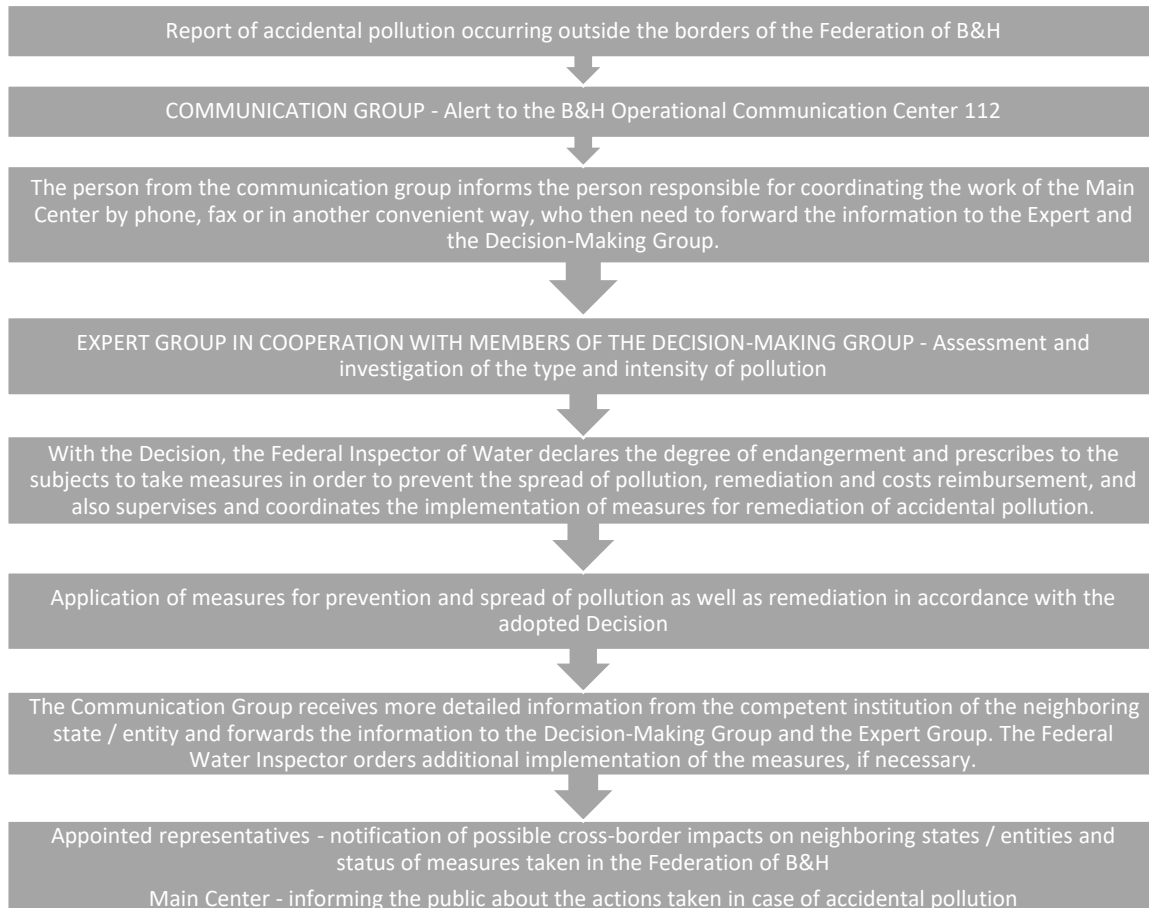 Report of accidental pollution occurring outside the borders of the Federation of B&H
COMMUNICATION GROUP - Alert to the B&H Operational Communication Center 112
The person from the communication group informs the person responsible for coordinating the work of the Main
Center by phone, fax or in another convenient way, who then need to forward the information to the Expert and
the Decision-Making Group.
EXPERT GROUP IN COOPERATION WITH MEMBERS OF THE DECISION-MAKING GROUP - Assessment and
investigation of the type and intensity of pollution
With the Decision, the Federal Inspector of Water declares the degree of endangerment and prescribes to the
subjects to take measures in order to prevent the spread of pollution, remediation and costs reimbursement, and
also supervises and coordinates the implementation of measures for remediation of accidental pollution.
Application of measures for prevention and spread of pollution as well as remediation in accordance with the
adopted Decision
The Communication Group receives more detailed information from the competent institution of the neighboring
state / entity and forwards the information to the Decision-Making Group and the Expert Group. The Federal
Water Inspector orders additional implementation of the measures, if necessary.
Appointed representatives - notification of possible cross-border impacts on neighboring states / entities and
status of measures taken in the Federation of B&H
Main Center - informing the public about the actions taken in case of accidental pollution